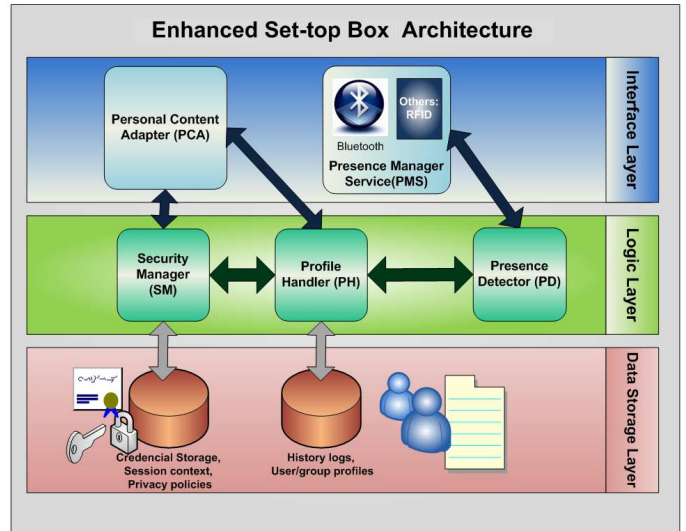 Enhanced Set-top Box Architecture
Personal Content
Adapter (PCA)
Others:
RFID
Bluetooth
Presence Manager
Service(PMS)
Interface Layer
Security
Manager
(SM)
Profile
Handler (PH)
Presence
Detector (PD)
Logic Layer
Credencial Storage,
Session context,
Privacy policies
History logs,
User/group profiles
Data Storage Layer